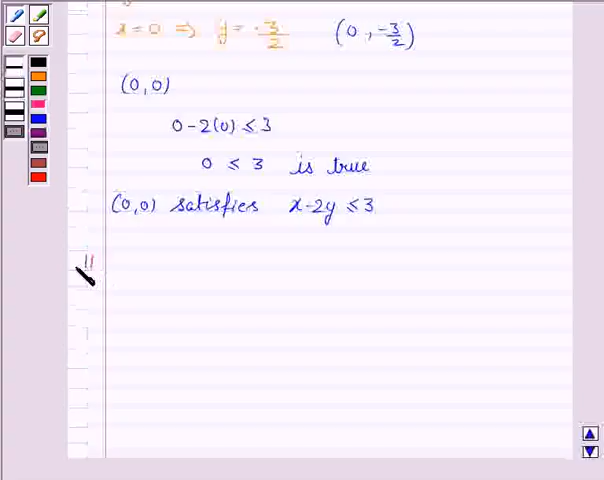 x = 0 ⇒ y = -3/2 (0, -3/2)
(0,0)
0-2(0) ≤ 3
0 ≤ 3 is true
(0,0) satisfies x-2y ≤ 3
11